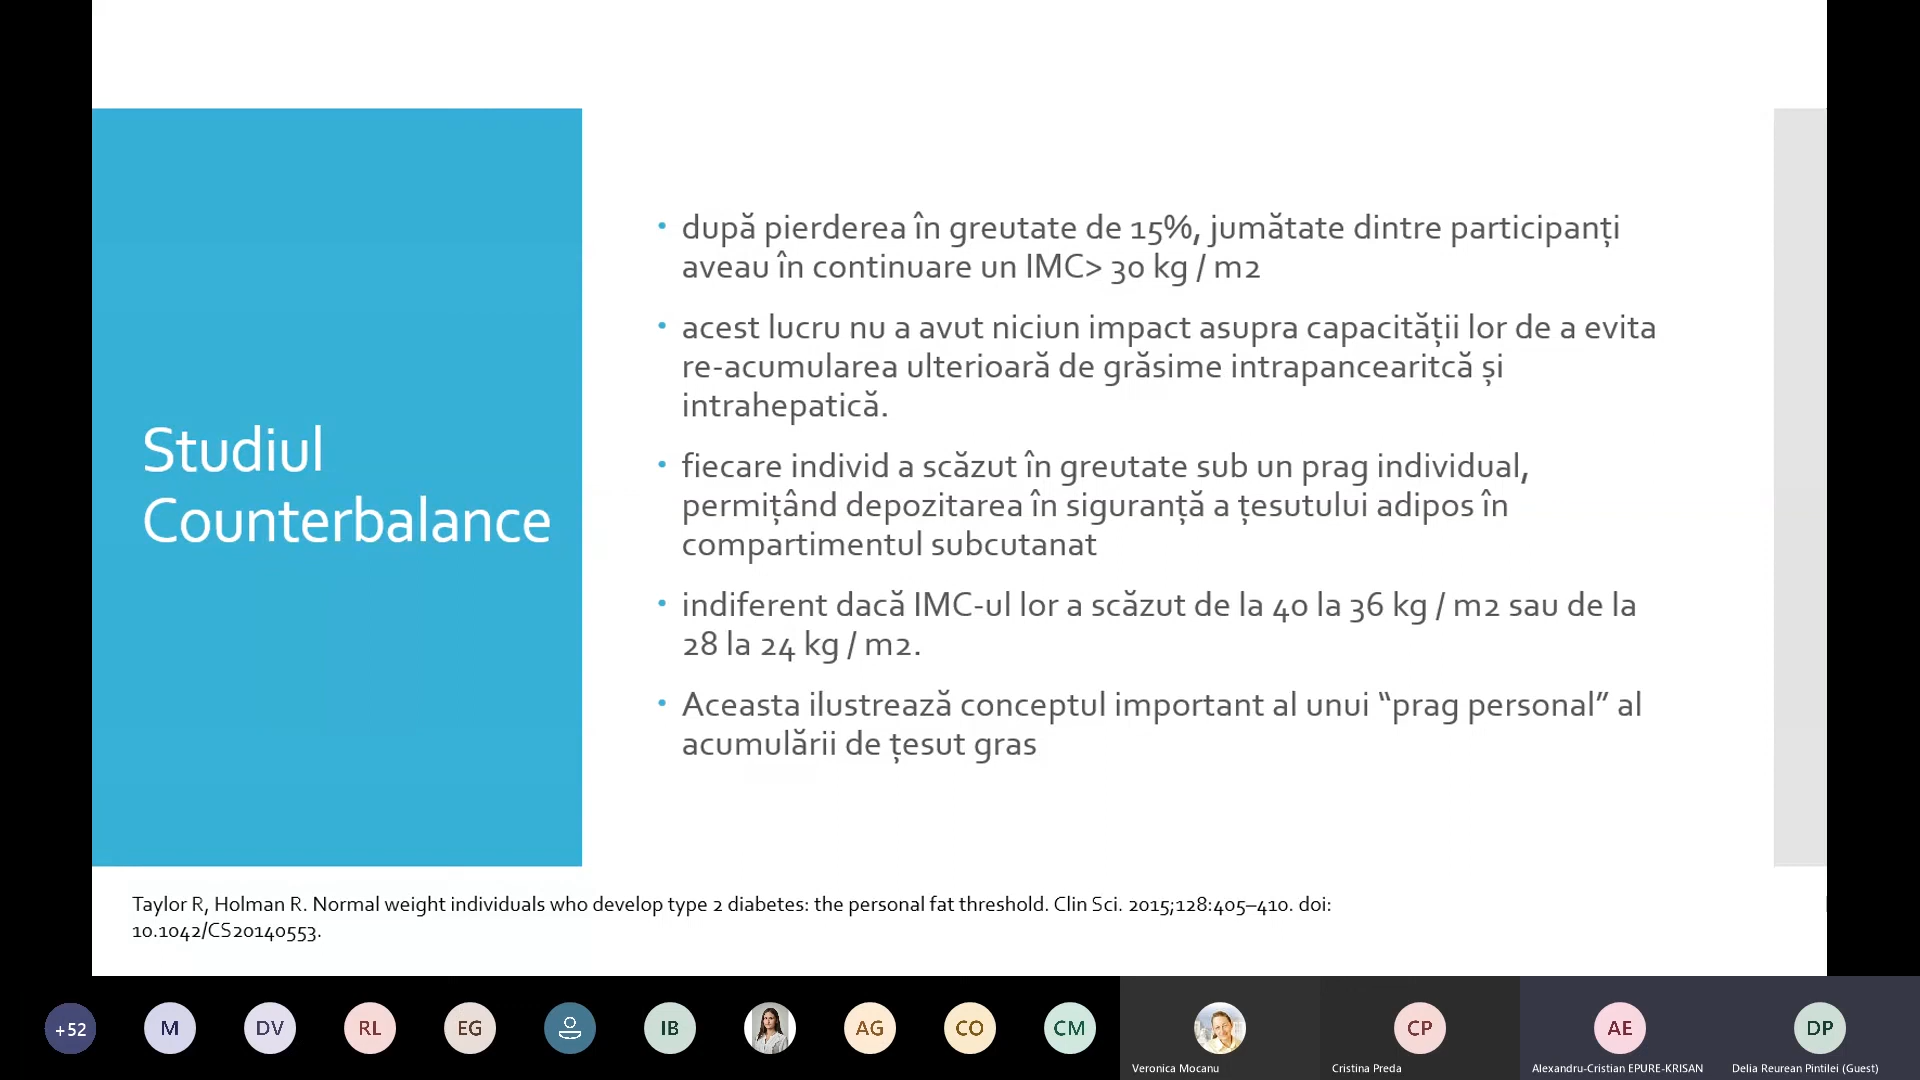 Studiul
Counterbalance
• după pierderea în greutate de 15%, jumătate dintre participanți
aveau în continuare un IMC> 30 kg / m2
• acest lucru nu a avut niciun impact asupra capacității lor de a evita
re-acumularea ulterioară de grăsime intrapancearitcă și
intrahepatică.
• fiecare individ a scăzut în greutate sub un prag individual,
permițând depozitarea în siguranță a țesutului adipos în
compartimentul subcutanat
• indiferent dacă IMC-ul lor a scăzut de la 40 la 36 kg / m2 sau de la
28 la 24 kg / m2.
• Aceasta ilustrează conceptul important al unui “prag personal” al
acumulării de țesut gras
Taylor R, Holman R. Normal weight individuals who develop type 2 diabetes: the personal fat threshold. Clin Sci. 2015;128:405–410. doi:
10.1042/CS20140553.
+52 M DV RL EG IB AG CO CM CP AE DP
Veronica Mocanu Cristina Preda Alexandru-Cristian EPURE-KRISAN Delia Reurean Pintilei (Guest)